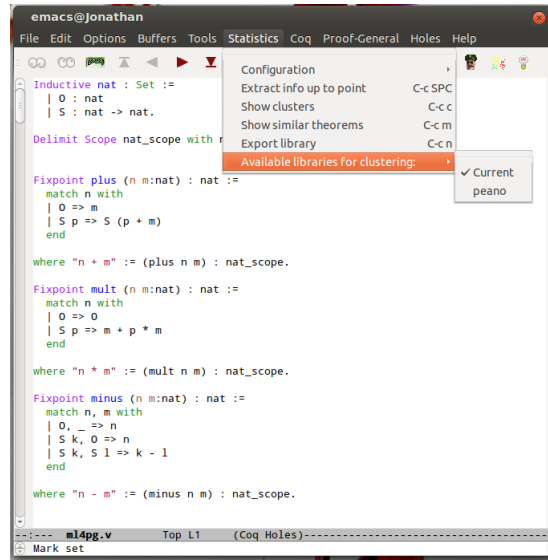 emacs@Jonathan
File Edit Options Buffers Tools Statistics Coq Proof-General Holes Help
Configuration
Extract info up to point C-c SPC
Show clusters C-c c
Show similar theorems C-c m
Export library C-c n
Available libraries for clustering:
✓ Current
peano
Inductive nat : Set :=
| O : nat
| S : nat -> nat.
Delimit Scope nat_scope with
Fixpoint plus (n m:nat) : nat :=
match n with
| O => m
| S p => S (p + m)
end
where "n + m" := (plus n m) : nat_scope.
Fixpoint mult (n m:nat) : nat :=
match n with
| O => O
| S p => m + p * m
end
where "n * m" := (mult n m) : nat_scope.
Fixpoint minus (n m:nat) : nat :=
match n, m with
| O, _ => n
| S k, O => n
| S k, S l => k - l
end
where "n - m" := (minus n m) : nat_scope.
--:--- ml4pg.v Top L1 (Coq Holes)--------------------------------
Mark set